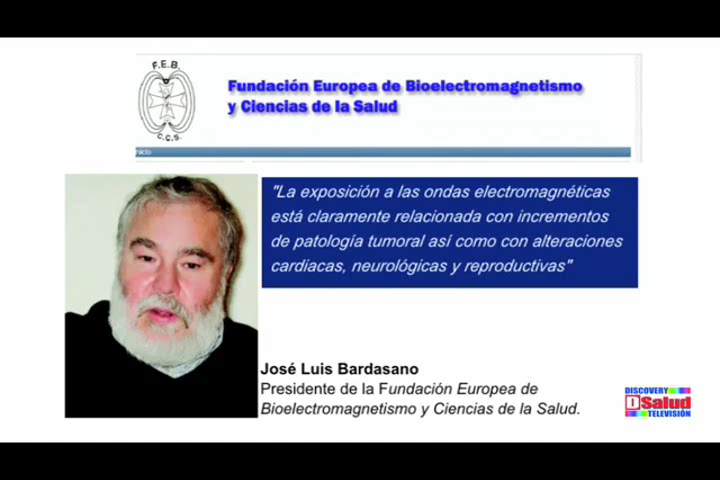 F.E.B.
C.C.S.
Fundación Europea de Bioelectromagnetismo
y Ciencias de la Salud
Inicio
"La exposición a las ondas electromagnéticas
está claramente relacionada con incrementos
de patología tumoral así como con alteraciones
cardiacas, neurológicas y reproductivas"
José Luis Bardasano
Presidente de la Fundación Europea de
Bioelectromagnetismo y Ciencias de la Salud.
DISCOVERY
DSalud
TELEVISIÓN